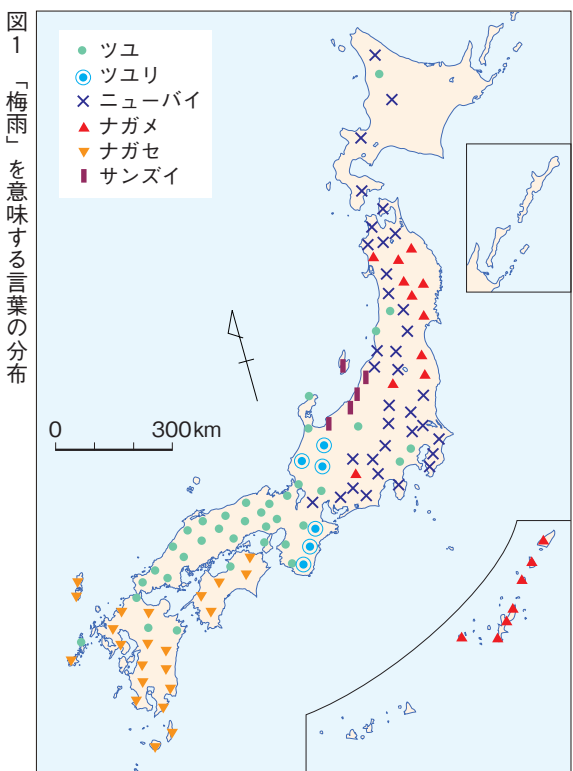 図1 「梅雨」を意味する言葉の分布
ツユ
ツユリ
ニューバイ
ナガメ
ナガセ
サンズイ
0 300km